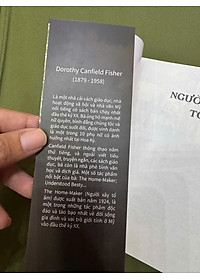 Dorothy Canfield Fisher
(1879 - 1958)
Là một nhà cải cách giáo dục, nhà
hoạt động xã hội và nhà văn Mỹ
nổi tiếng có sách bán chạy nhất
đầu thế kỷ XX. Bà ủng hộ mạnh mẽ
nữ quyền, bình đẳng chủng tộc và
giáo dục suốt đời, được vinh danh
là một trong 10 phụ nữ có ảnh
hưởng nhất tại Hoa Kỳ.
Canfield Fisher thông thạo năm
thứ tiếng, và ngoài viết tiểu
thuyết, truyện ngắn, các sách giáo
dục, bà còn là nhà phê bình văn
học và dịch giả. Một số tác phẩm
nổi bật của bà: The Home-Maker;
Understood Besty...
The Home-Maker (Người xây tổ
ấm) được xuất bản năm 1924, là
một trong những tác phẩm độc
đáo và táo bạo nhất về đời sống
gia đình và vai trò giới tính ở Mỹ
vào đầu thế kỷ XX.
NGƯỜ
TỔ